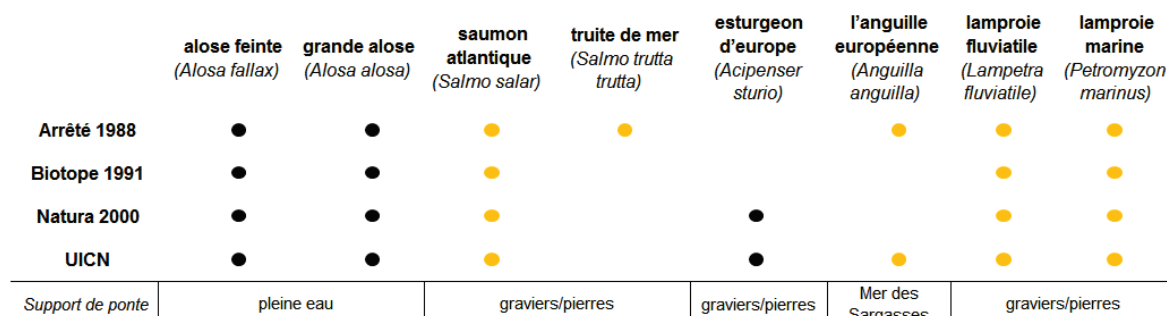 alose feinte
(Alosa fallax)
grande alose
(Alosa alosa)
saumon
atlantique
(Salmo salar)
truite de mer
(Salmo trutta
trutta)
esturgeon
d'europe
(Acipenser
sturio)
l'anguille
européenne
(Anguilla
anguilla)
lamproie
fluviatile
(Lampetra
fluviatile)
lamproie
marine
(Petromyzon
marinus)
Arrêté 1988
Biotope 1991
Natura 2000
UICN
Support de ponte
pleine eau
graviers/pierres
graviers/pierres
Mer des
Sargasses
graviers/pierres